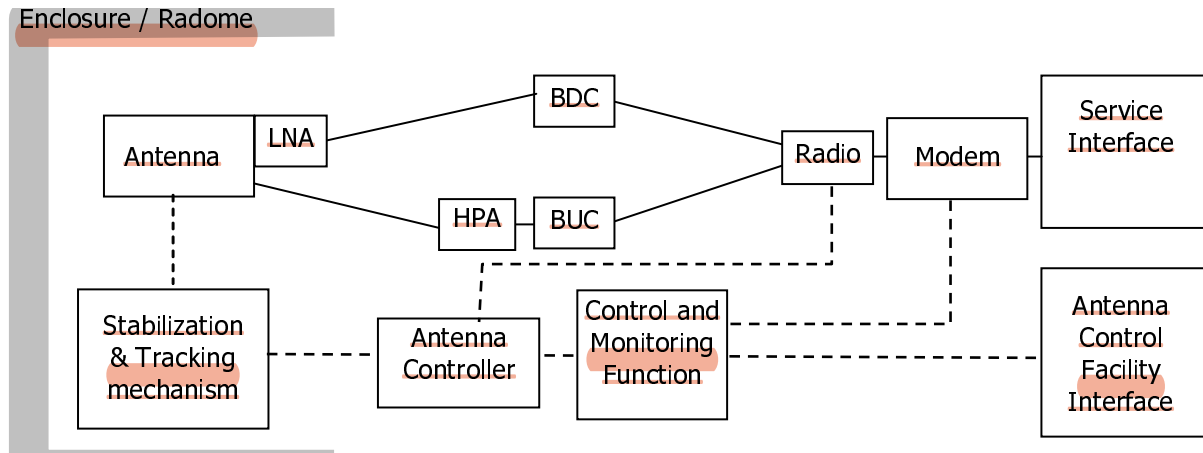 Enclosure / Radome
BDC
LNA
Antenna
Radio
Modem
Service
Interface
HPA
BUC
Stabilization
& Tracking
mechanism
Antenna
Controller
Control and
Monitoring
Function
Antenna
Control
Facility
Interface